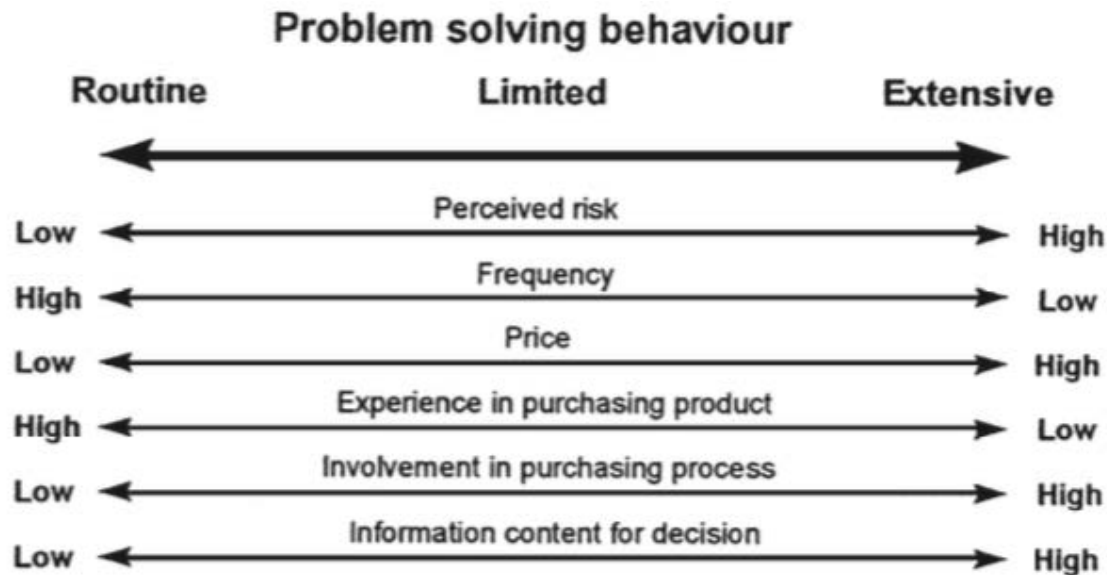 Problem solving behaviour
Routine Limited Extensive
Perceived risk
Low High
Frequency
High Low
Price
Low High
Experience in purchasing product
High Low
Involvement in purchasing process
Low High
Information content for decision
Low High